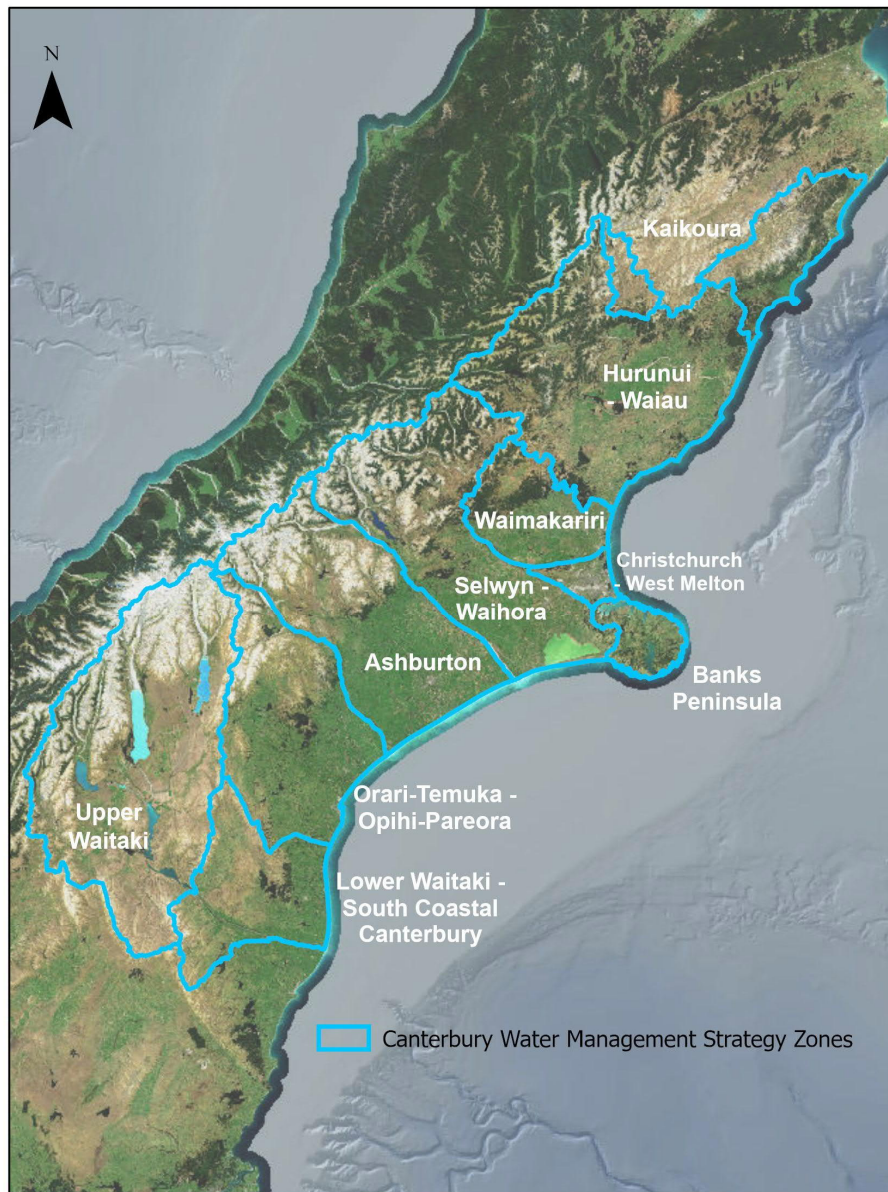 N
Kaikoura
Hurunui
- Waiau
Waimakariri
Christchurch
- West Melton
Selwyn -
Waihora
Ashburton
Banks
Peninsula
Orari-Temuka -
Opihi-Pareora
Upper
Waitaki
Lower Waitaki -
South Coastal
Canterbury
Canterbury Water Management Strategy Zones